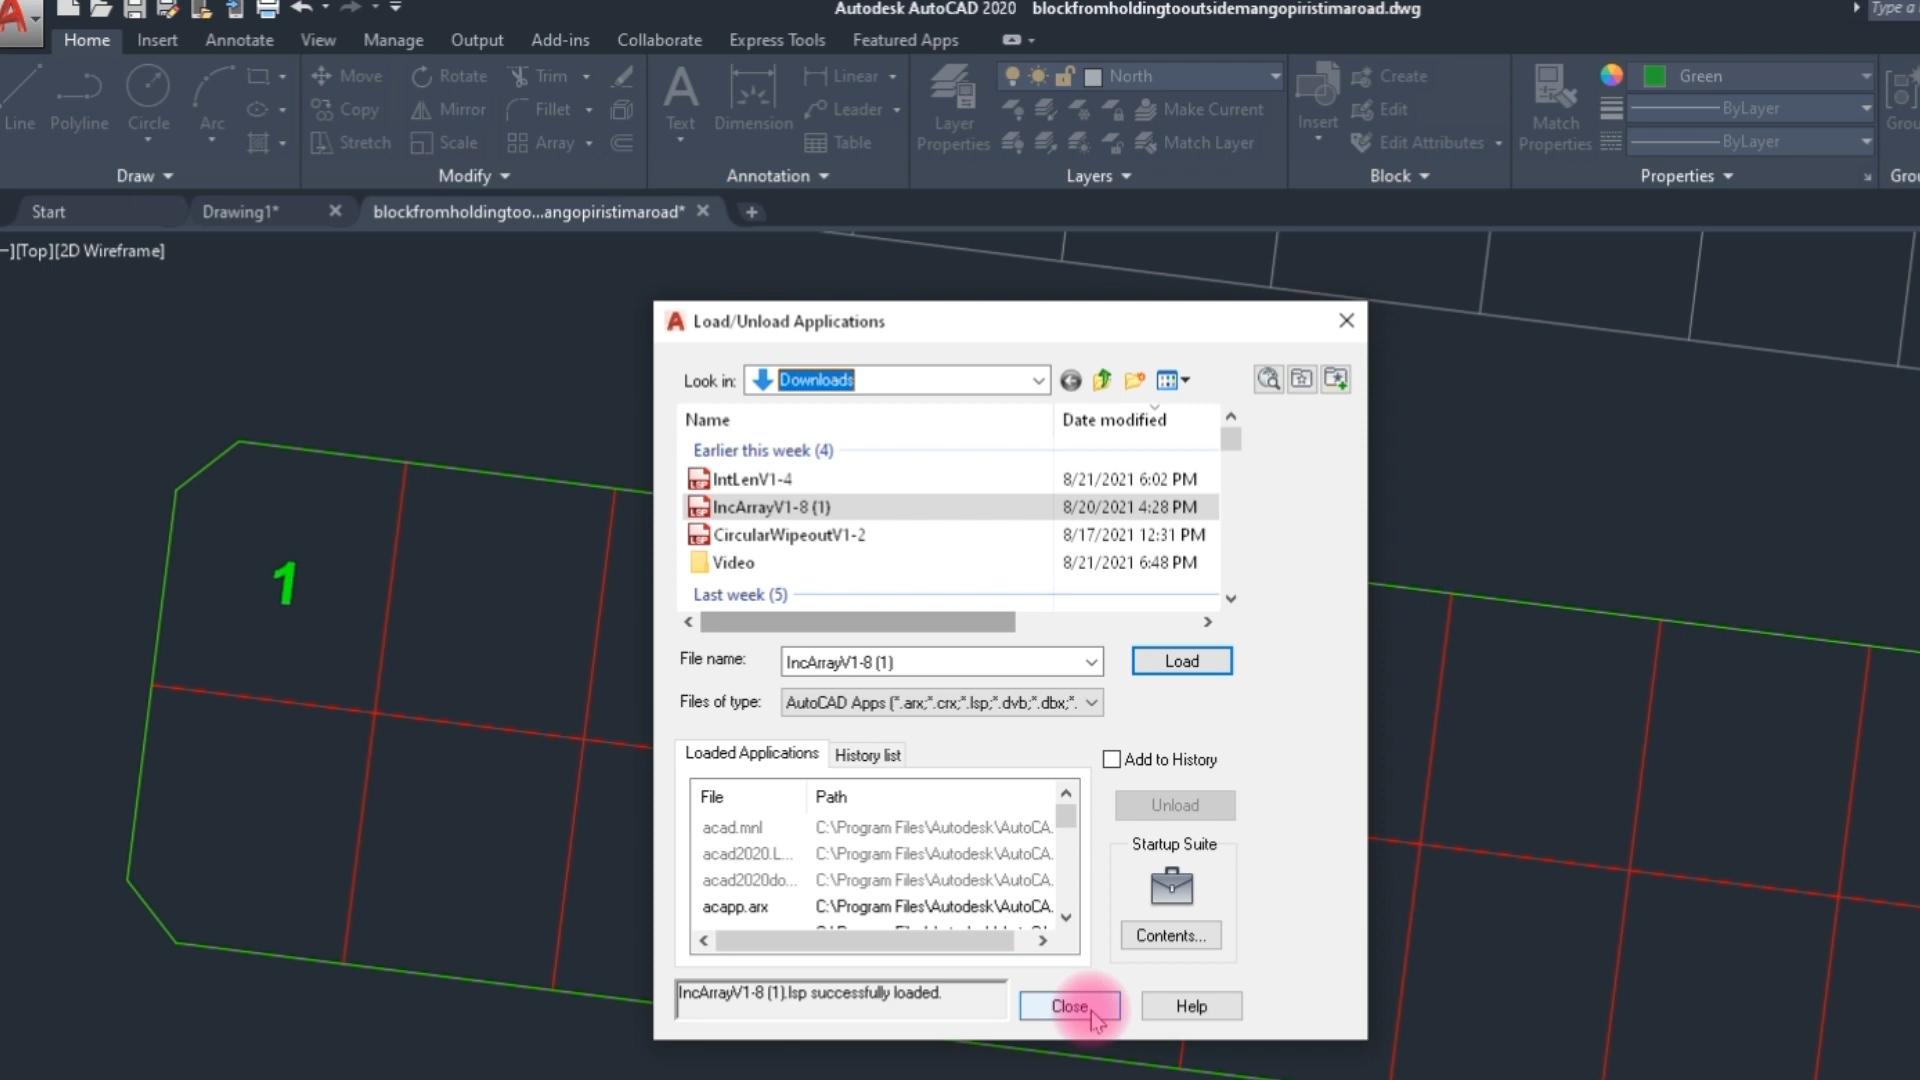 Autodesk AutoCAD 2020 blockfromholdingtooutsidemangopiristimaroad.dwg
Type a
Home Insert Annotate View Manage Output Add-ins Collaborate Express Tools Featured Apps
Line Polyline Circle Arc
Move Rotate Trim
Copy Mirror Fillet
Stretch Scale Array
Text Dimension
Linear
Leader
Table
Layer Properties
North
Make Current
Match Layer
Insert
Create
Edit
Edit Attributes
Match Properties
Green
ByLayer
ByLayer
Grou
Draw Modify Annotation Layers Block Properties Grou
Start Drawing1* blockfromholdingtoo...angopiristimaroad*
–][Top][2D Wireframe]
1
Load/Unload Applications
Look in: Downloads
Name Date modified
Earlier this week (4)
IntLenV1-4 8/21/2021 6:02 PM
IncArrayV1-8 (1) 8/20/2021 4:28 PM
CircularWipeoutV1-2 8/17/2021 12:31 PM
Video 8/21/2021 6:48 PM
Last week (5)
File name: IncArrayV1-8 (1) Load
Files of type: AutoCAD Apps (*.arx;*.crx;*.lsp;*.dvb;*.dbx;*.
Loaded Applications History list Add to History
File Path
acad.mnl C:\Program Files\Autodesk\AutoCA.
acad2020.L... C:\Program Files\Autodesk\AutoCA.
acad2020do... C:\Program Files\Autodesk\AutoCA.
acapp.arx C:\Program Files\Autodesk\AutoCA.
Unload
Startup Suite
Contents...
IncArrayV1-8 (1).lsp successfully loaded.
Close Help